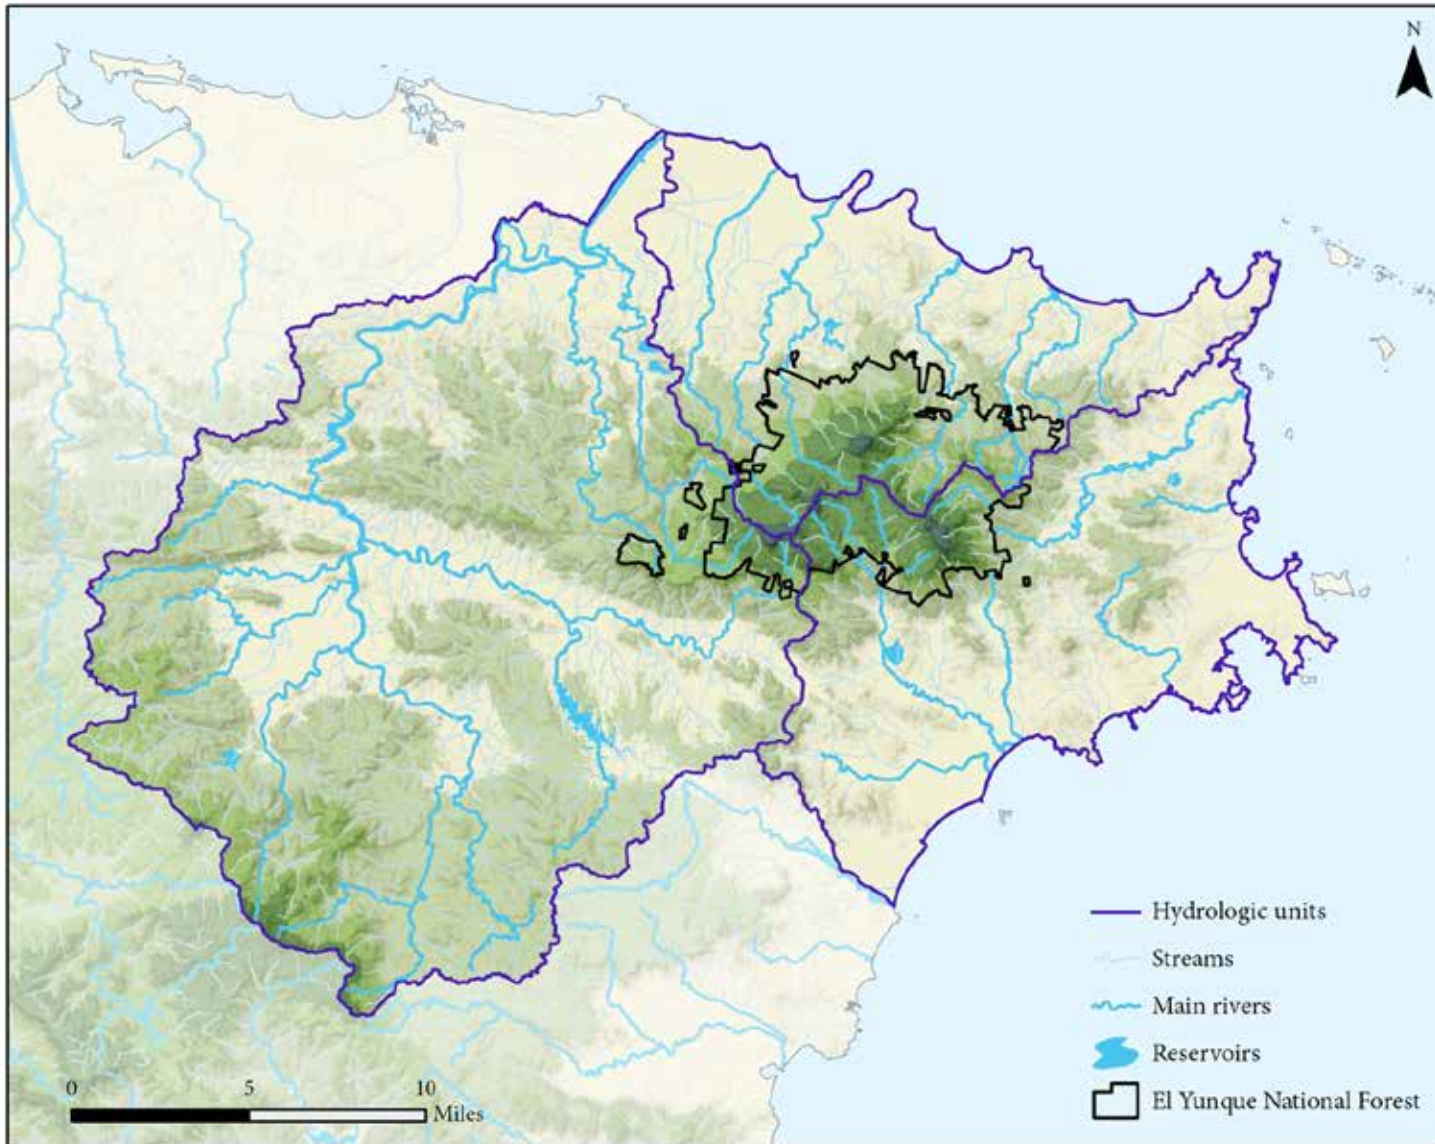 N
Hydrologic units
Streams
Main rivers
Reservoirs
El Yunque National Forest
0 5 10
Miles